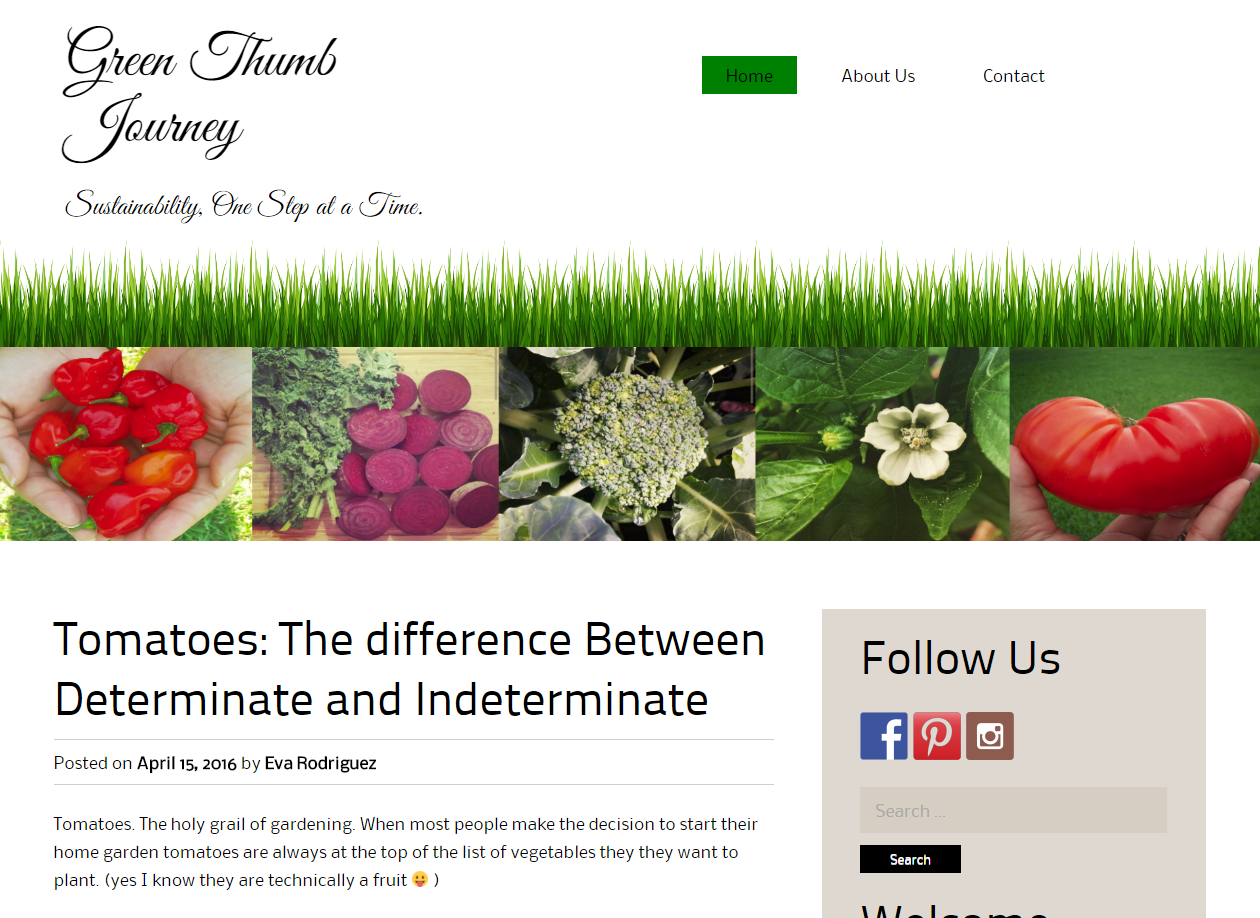 Green Thumb
Journey
Sustainability, One Step at a Time.
Home
About Us
Contact
Tomatoes: The difference Between
Determinate and Indeterminate
Posted on April 15, 2016 by Eva Rodriguez
Tomatoes. The holy grail of gardening. When most people make the decision to start their
home garden tomatoes are always at the top of the list of vegetables they they want to
plant. (yes I know they are technically a fruit 😛 )
Follow Us
Search …
Search
Welcome